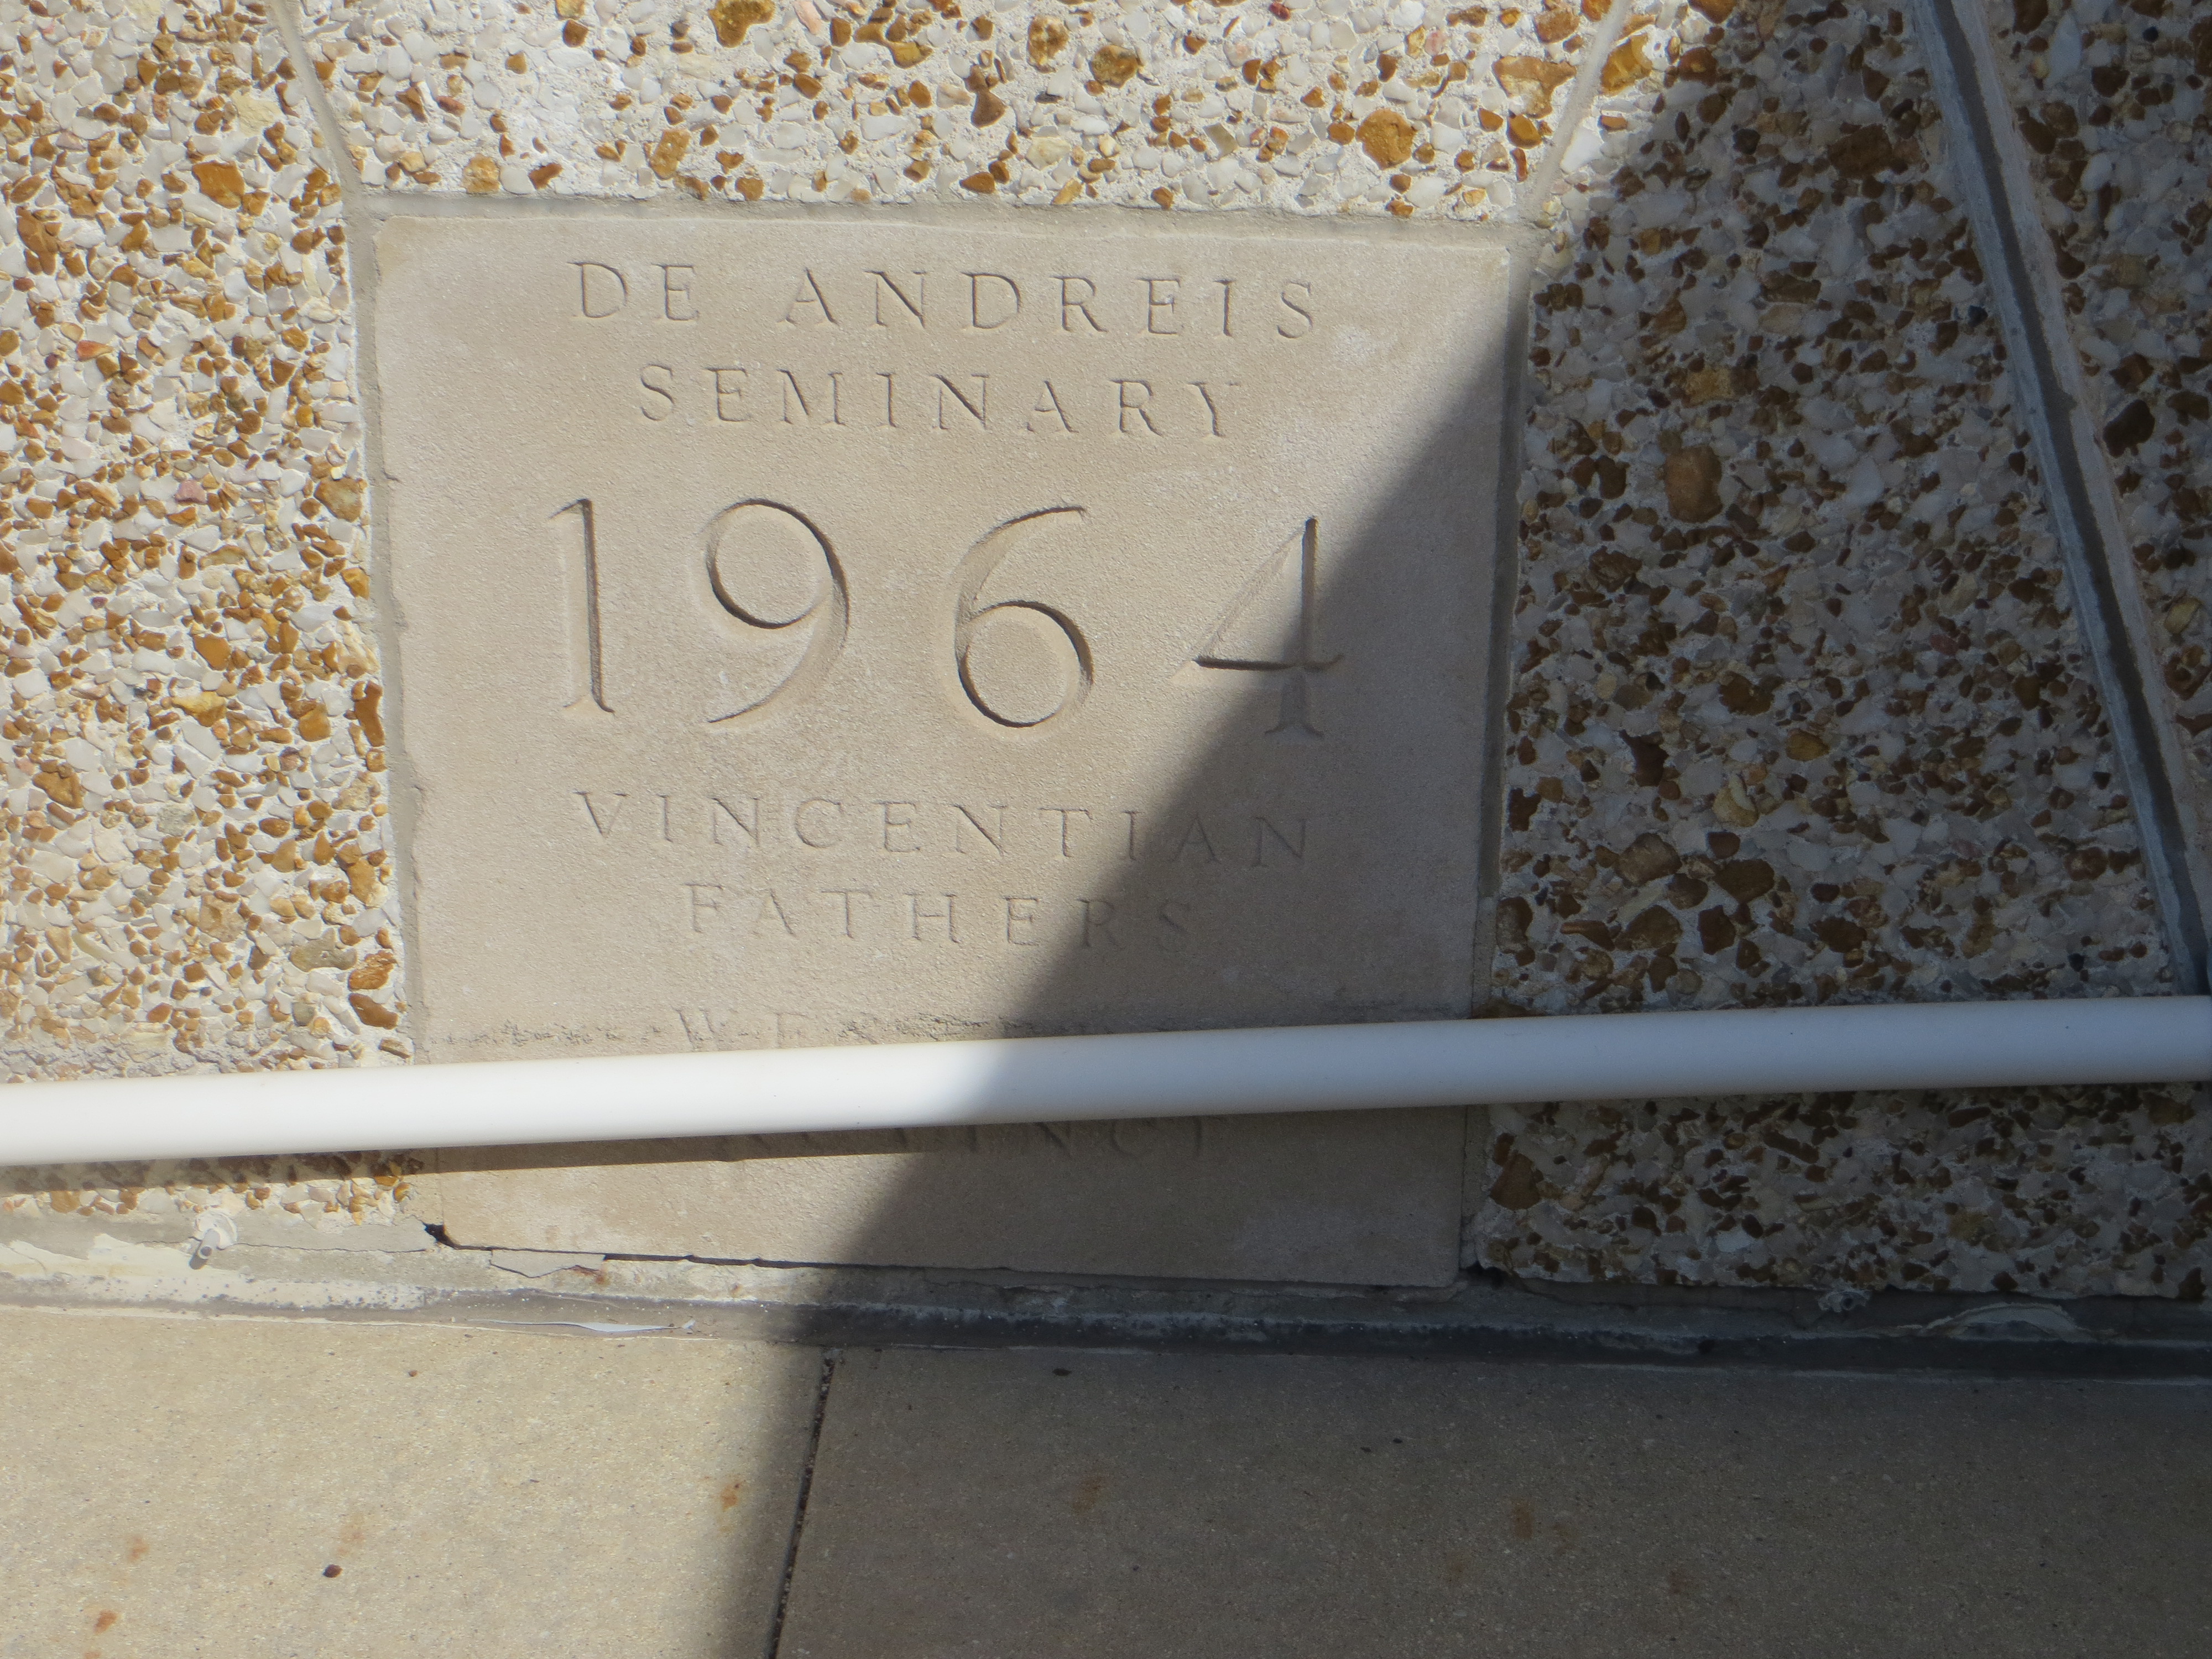 DE ANDREIS
SEMINARY
1964
VINCENTIAN
FATHERS